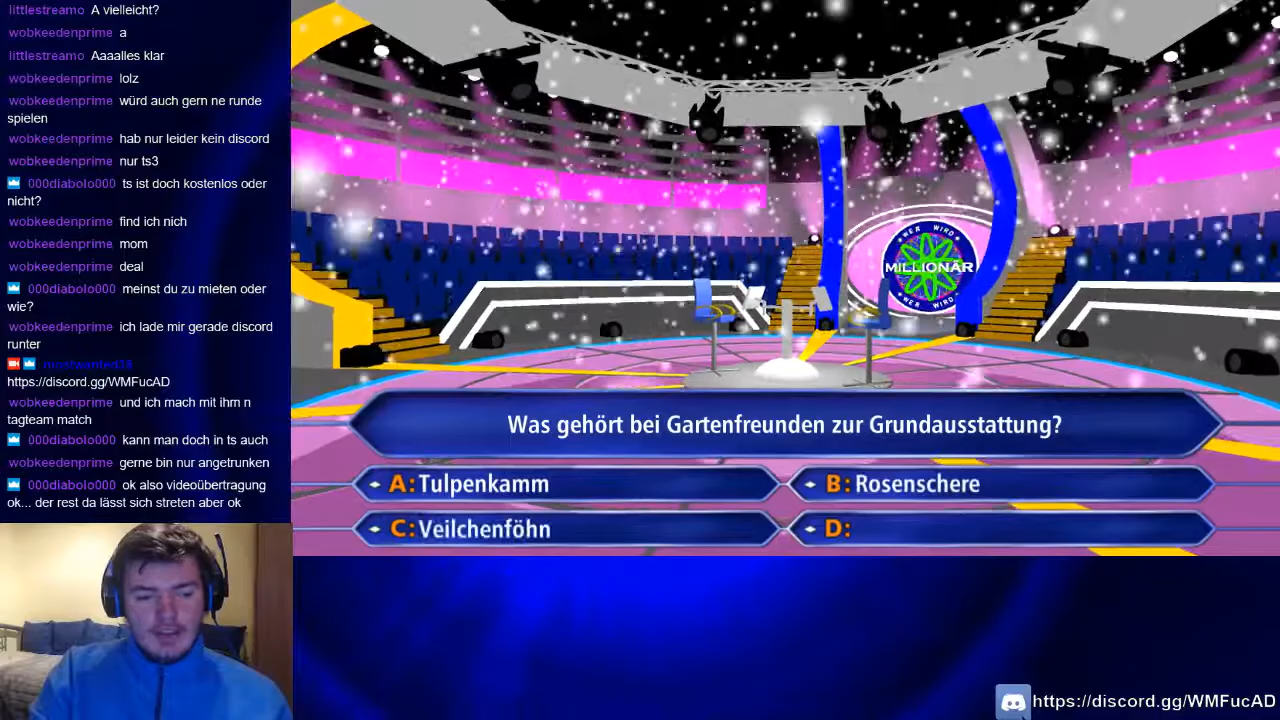 littlestreamo A vielleicht?
wobkeedenprime a
littlestreamo Aaaalles klar
wobkeedenprime lolz
wobkeedenprime würd auch gern ne runde
spielen
wobkeedenprime hab nur leider kein discord
wobkeedenprime nur ts3
000diabolo000 ts ist doch kostenlos oder
nicht?
wobkeedenprime find ich nich
wobkeedenprime mom
wobkeedenprime deal
000diabolo000 meinst du zu mieten oder
wie?
wobkeedenprime ich lade mir gerade discord
runter
https://discord.gg/WMFucAD
wobkeedenprime und ich mach mit ihm n
tagteam match
000diabolo000 kann man doch in ts auch
wobkeedenprime gerne bin nur angetrunken
000diabolo000 ok also videoübertragung
ok... der rest da lässt sich streten aber ok
WER WIRD
MILLIONÄR
WER WIRD
Was gehört bei Gartenfreunden zur Grundausstattung?
A: Tulpenkamm
B: Rosenschere
C: Veilchenföhn
D:
https://discord.gg/WMFucAD